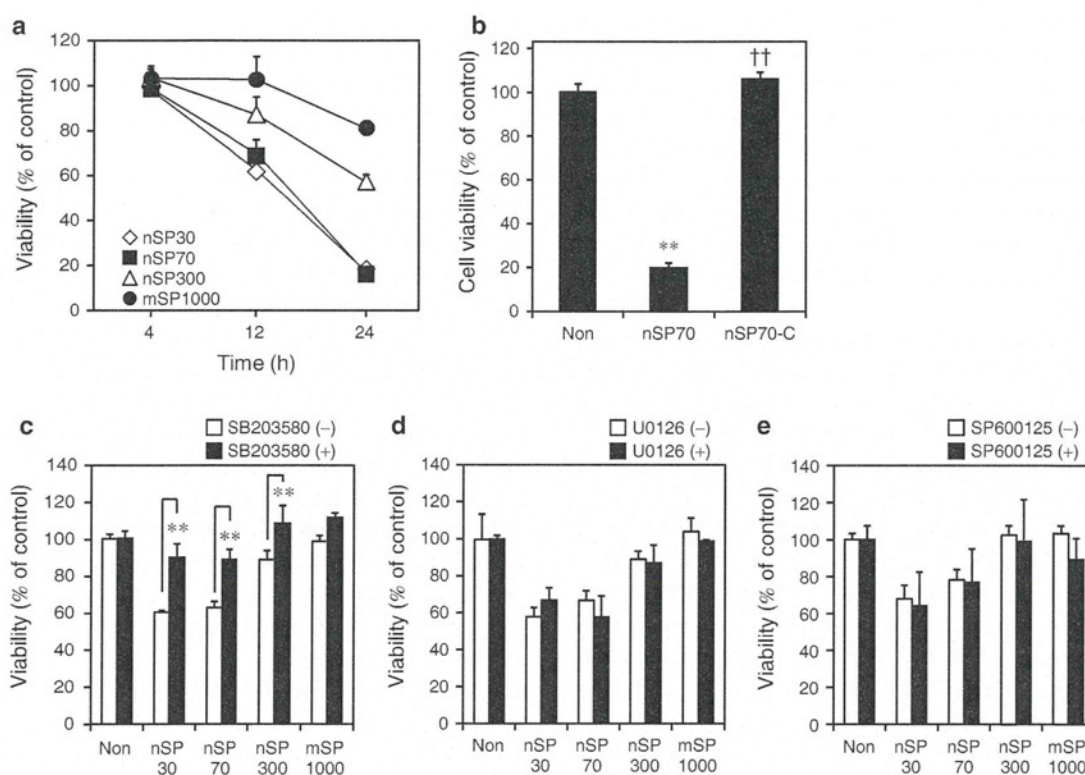 a
120
100
80
60
40
20
0
Viability (% of control)
nSP30
nSP70
nSP300
mSP1000
4 12 24
Time (h)
b
120
100
80
60
40
20
0
Cell viability (% of control)
**
††
Non nSP70 nSP70-C
c
SB203580 (−)
SB203580 (+)
140
120
100
80
60
40
20
0
Viability (% of control)
** ** **
Non nSP nSP nSP mSP
30 70 300 1000
d
U0126 (−)
U0126 (+)
140
120
100
80
60
40
20
0
Viability (% of control)
Non nSP nSP nSP mSP
30 70 300 1000
e
SP600125 (−)
SP600125 (+)
140
120
100
80
60
40
20
0
Viability (% of control)
Non nSP nSP nSP mSP
30 70 300 1000